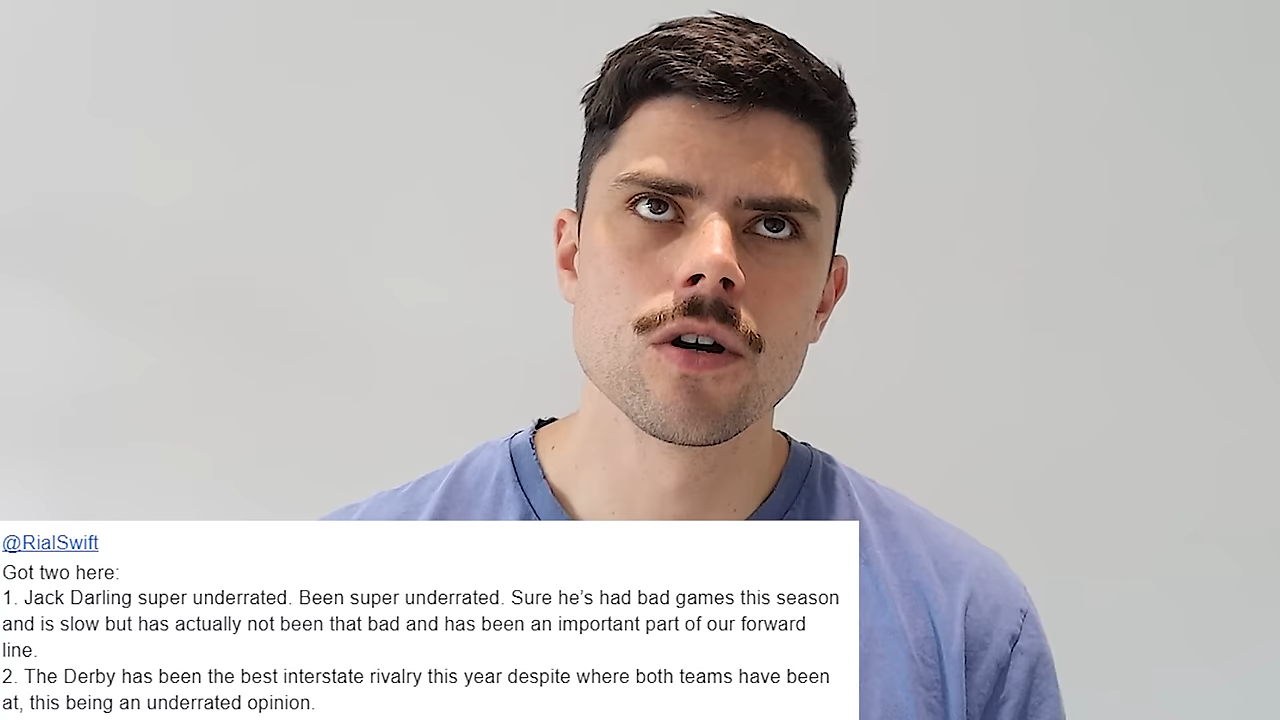 @RialSwift
Got two here:
1. Jack Darling super underrated. Been super underrated. Sure he’s had bad games this season
and is slow but has actually not been that bad and has been an important part of our forward
line.
2. The Derby has been the best interstate rivalry this year despite where both teams have been
at, this being an underrated opinion.